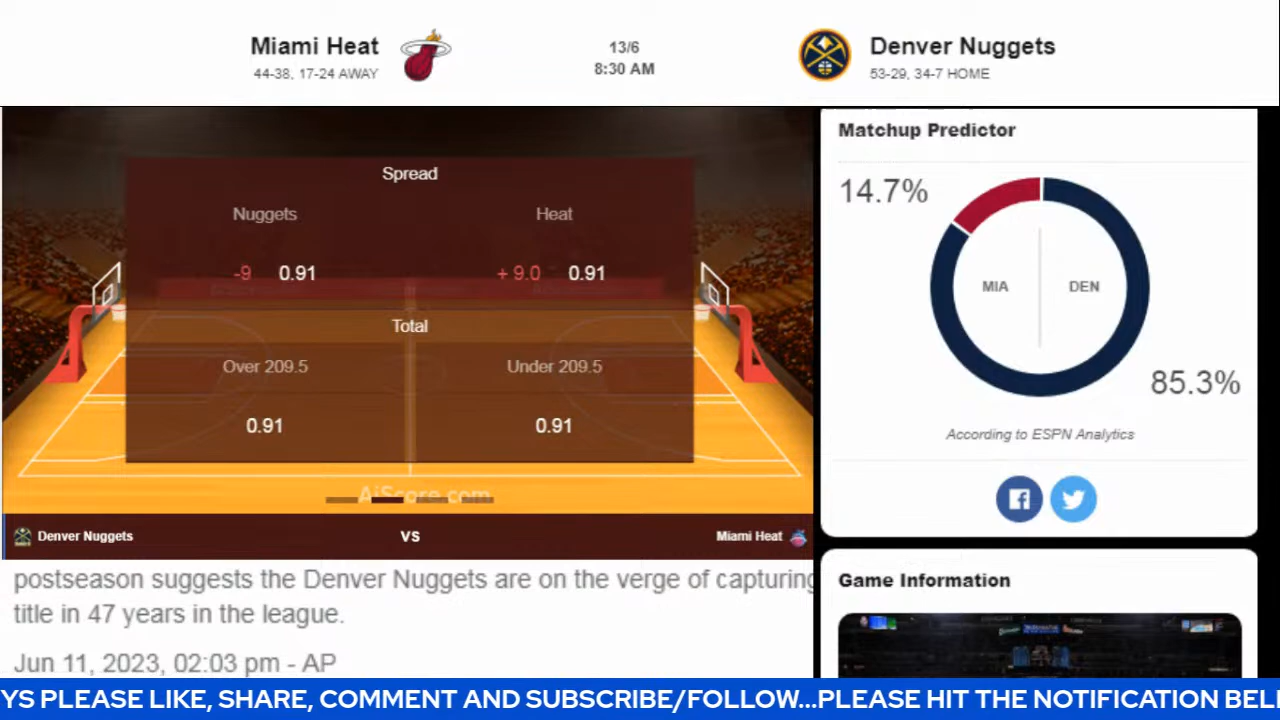 Miami Heat
44-38, 17-24 AWAY
13/6
8:30 AM
Denver Nuggets
53-29, 34-7 HOME
Spread
Nuggets
Heat
-9 0.91
+ 9.0 0.91
Total
Over 209.5
Under 209.5
0.91
0.91
AiScore.com
Denver Nuggets
VS
Miami Heat
postseason suggests the Denver Nuggets are on the verge of capturing
title in 47 years in the league.
Jun 11, 2023, 02:03 pm - AP
Matchup Predictor
14.7%
MIA
DEN
85.3%
According to ESPN Analytics
Game Information
YS PLEASE LIKE, SHARE, COMMENT AND SUBSCRIBE/FOLLOW...PLEASE HIT THE NOTIFICATION BELL